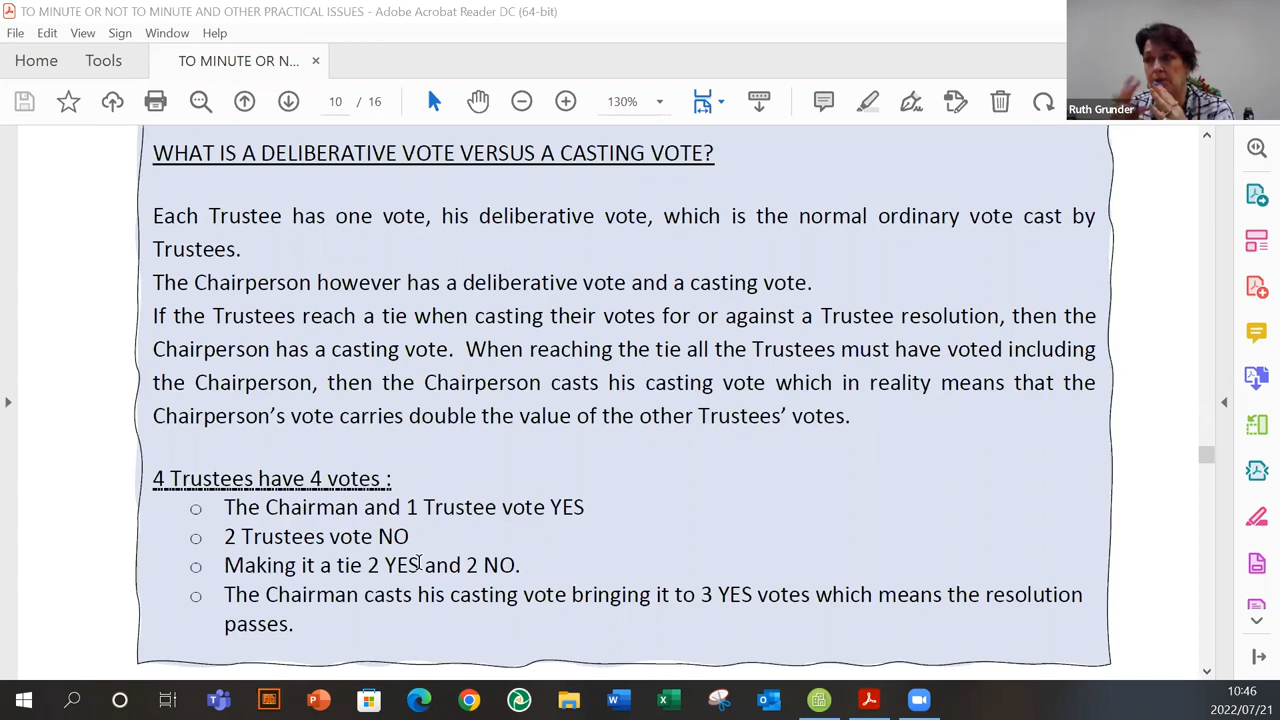 TO MINUTE OR NOT TO MINUTE AND OTHER PRACTICAL ISSUES - Adobe Acrobat Reader DC (64-bit)
File Edit View Sign Window Help
Home Tools TO MINUTE OR N... ×
10 / 16 130%
Ruth Grunder
WHAT IS A DELIBERATIVE VOTE VERSUS A CASTING VOTE?
Each Trustee has one vote, his deliberative vote, which is the normal ordinary vote cast by
Trustees.
The Chairperson however has a deliberative vote and a casting vote.
If the Trustees reach a tie when casting their votes for or against a Trustee resolution, then the
Chairperson has a casting vote. When reaching the tie all the Trustees must have voted including
the Chairperson, then the Chairperson casts his casting vote which in reality means that the
Chairperson's vote carries double the value of the other Trustees' votes.
4 Trustees have 4 votes :
○ The Chairman and 1 Trustee vote YES
○ 2 Trustees vote NO
○ Making it a tie 2 YES and 2 NO.
○ The Chairman casts his casting vote bringing it to 3 YES votes which means the resolution
passes.
10:46
2022/07/21